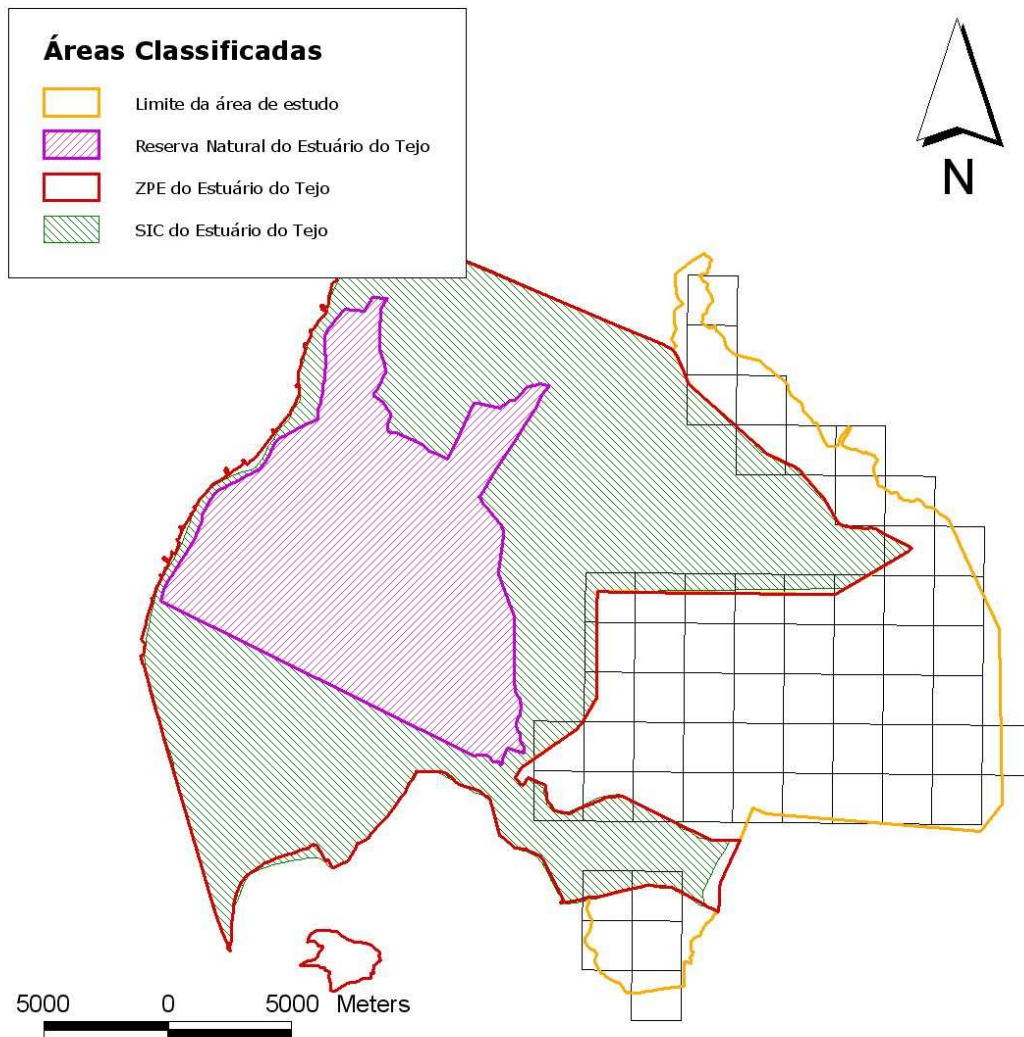 Áreas Classificadas
Limite da área de estudo
Reserva Natural do Estuário do Tejo
ZPE do Estuário do Tejo
SIC do Estuário do Tejo
N
5000 0 5000 Meters